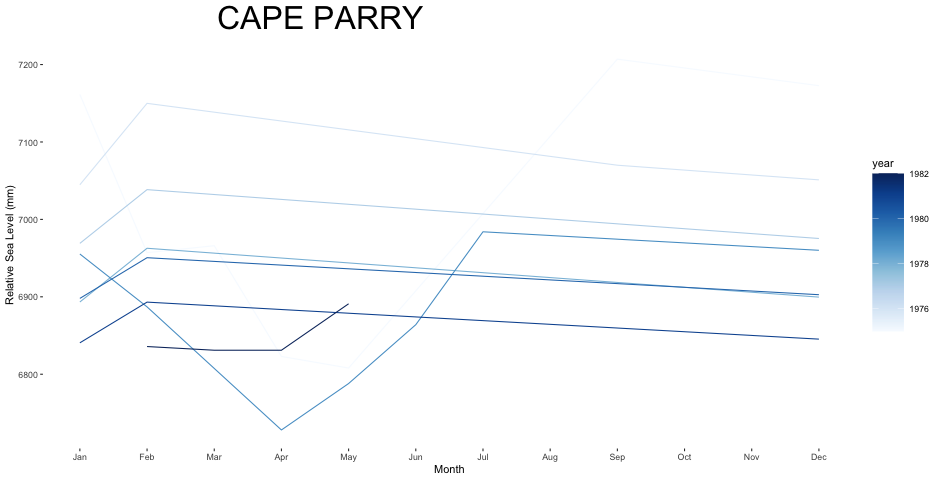 CAPE PARRY
Relative Sea Level (mm)
7200
7100
7000
6900
6800
Jan Feb Mar Apr May Jun Jul Aug Sep Oct Nov Dec
Month
year
1982
1980
1978
1976